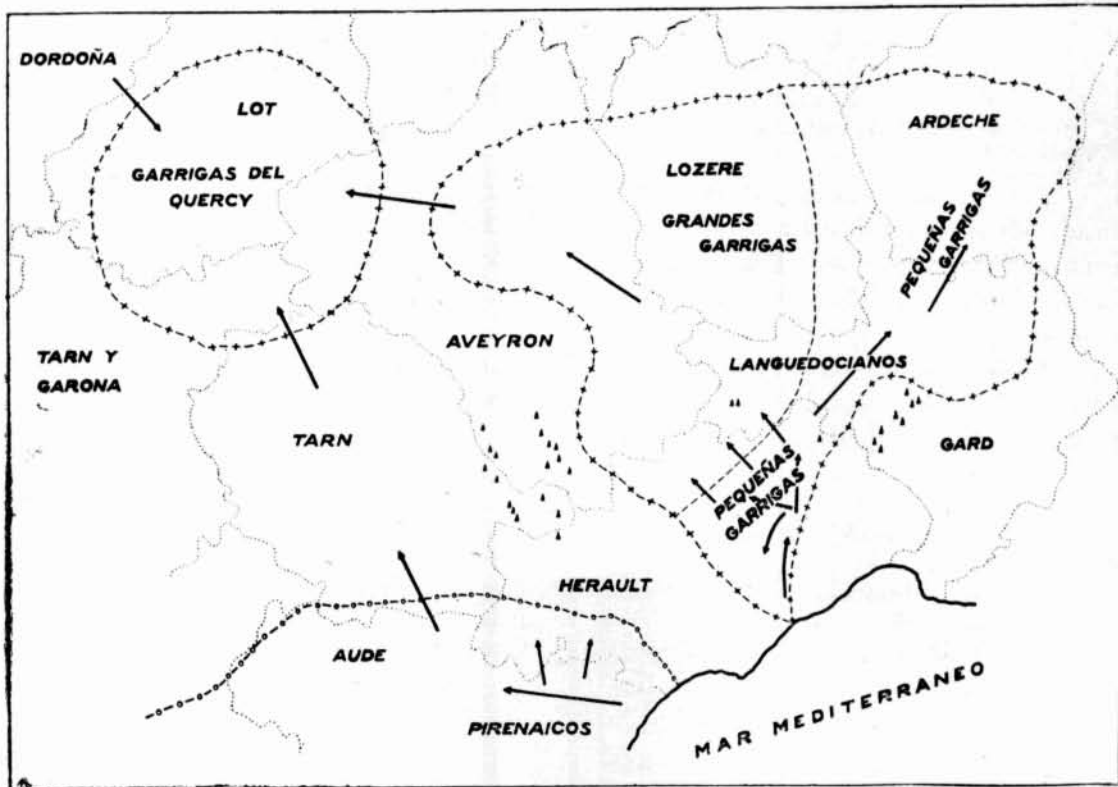 DORDOÑA
LOT
GARRIGAS DEL
QUERCY
LOZERE
GRANDES
GARRIGAS
ARDECHE
PEQUEÑAS
GARRIGAS
TARN Y
GARONA
AVEYRON
LANGUEDOCIANOS
TARN
GARD
PEQUEÑAS
GARRIGAS
HERAULT
AUDE
PIRENAICOS
MAR MEDITERRANEO